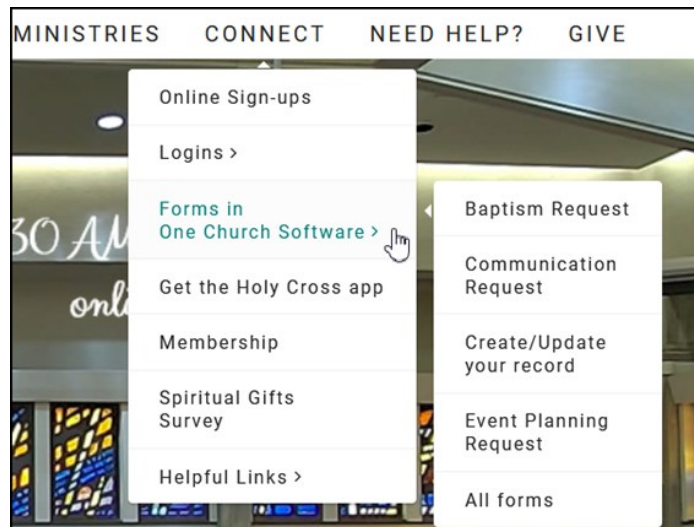 MINISTRIES CONNECT NEED HELP? GIVE
Online Sign-ups
Logins >
Forms in
One Church Software >
Get the Holy Cross app
Membership
Spiritual Gifts
Survey
Helpful Links >
Baptism Request
Communication
Request
Create/Update
your record
Event Planning
Request
All forms
30 AM